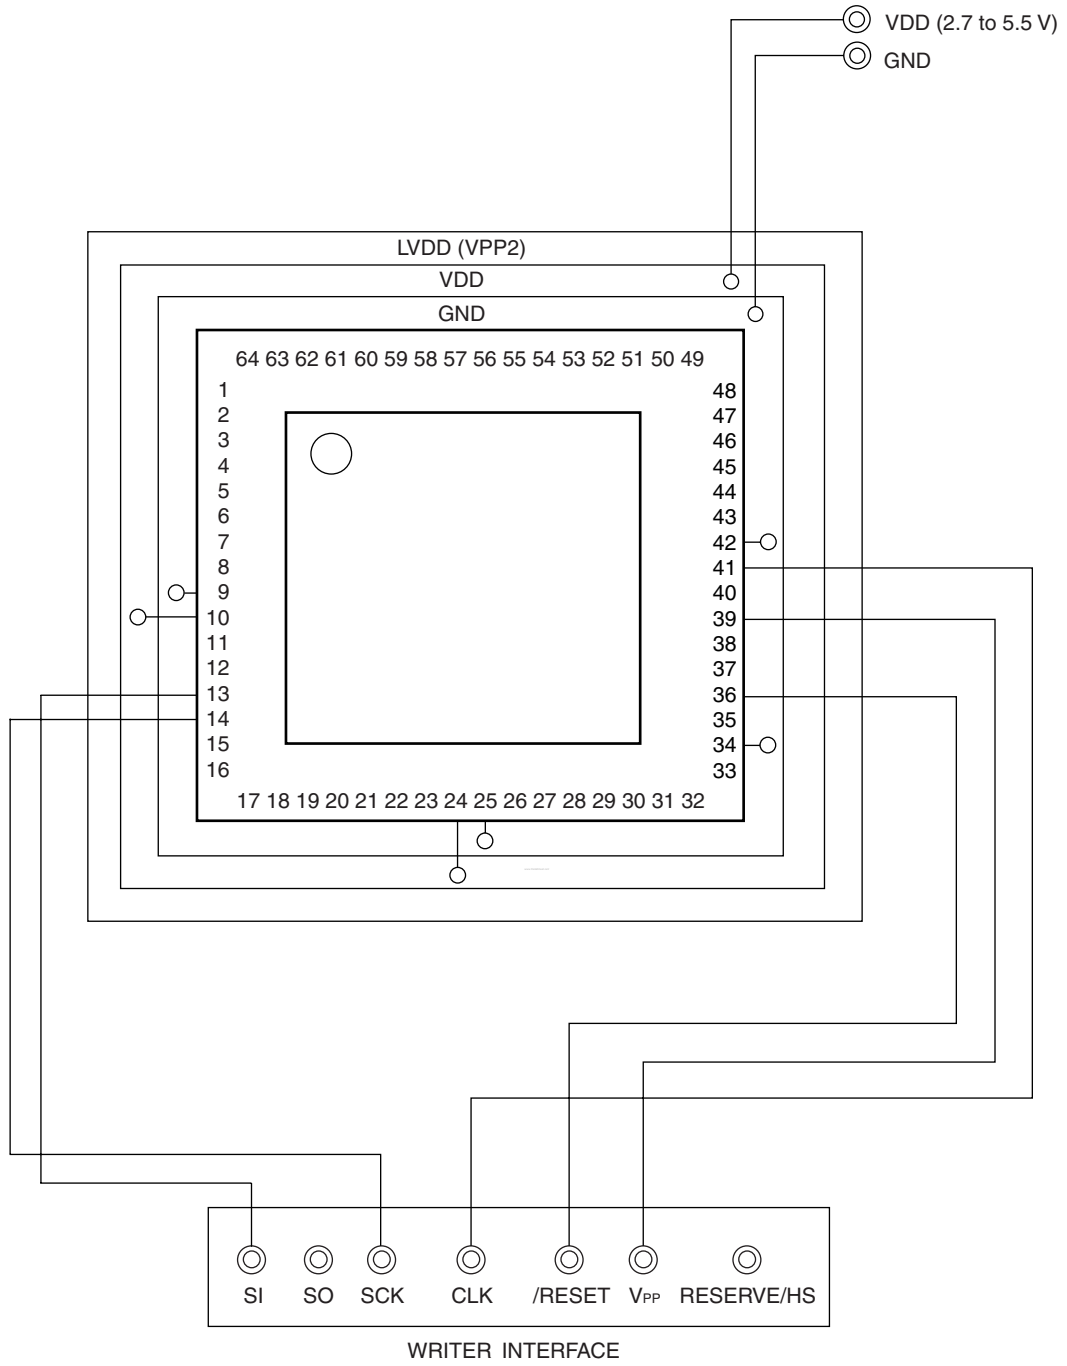 VDD (2.7 to 5.5 V)
GND
LVDD (VPP2)
VDD
GND
64 63 62 61 60 59 58 57 56 55 54 53 52 51 50 49
1 48
2 47
3 46
4 45
5 44
6 43
7 42
8 41
9 40
10 39
11 38
12 37
13 36
14 35
15 34
16 33
17 18 19 20 21 22 23 24 25 26 27 28 29 30 31 32
SI SO SCK CLK /RESET VPP RESERVE/HS
WRITER INTERFACE